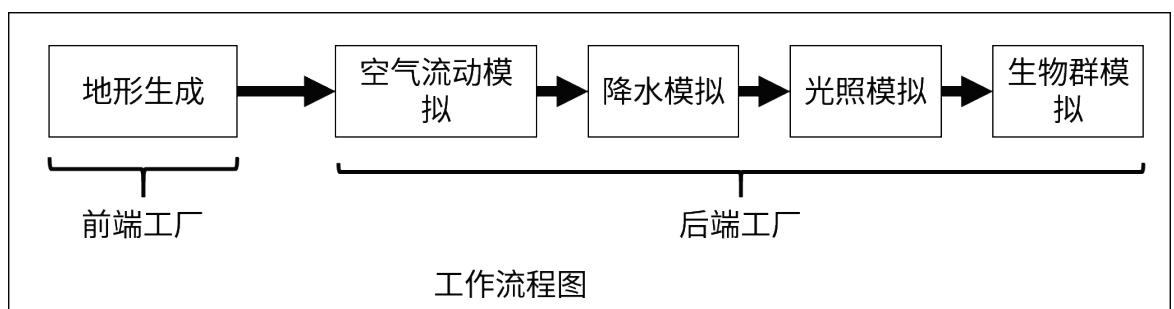 地形生成
空气流动模
拟
降水模拟
光照模拟
生物群模
拟
前端工厂
后端工厂
工作流程图